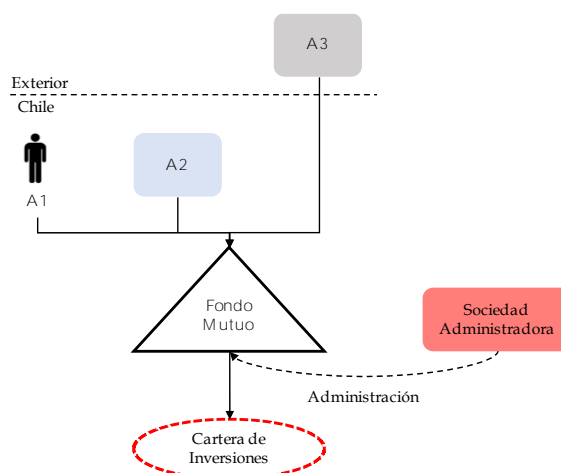 A3
Exterior
Chile
A2
A1
Fondo
Mutuo
Sociedad
Administradora
Administración
Cartera de
Inversiones